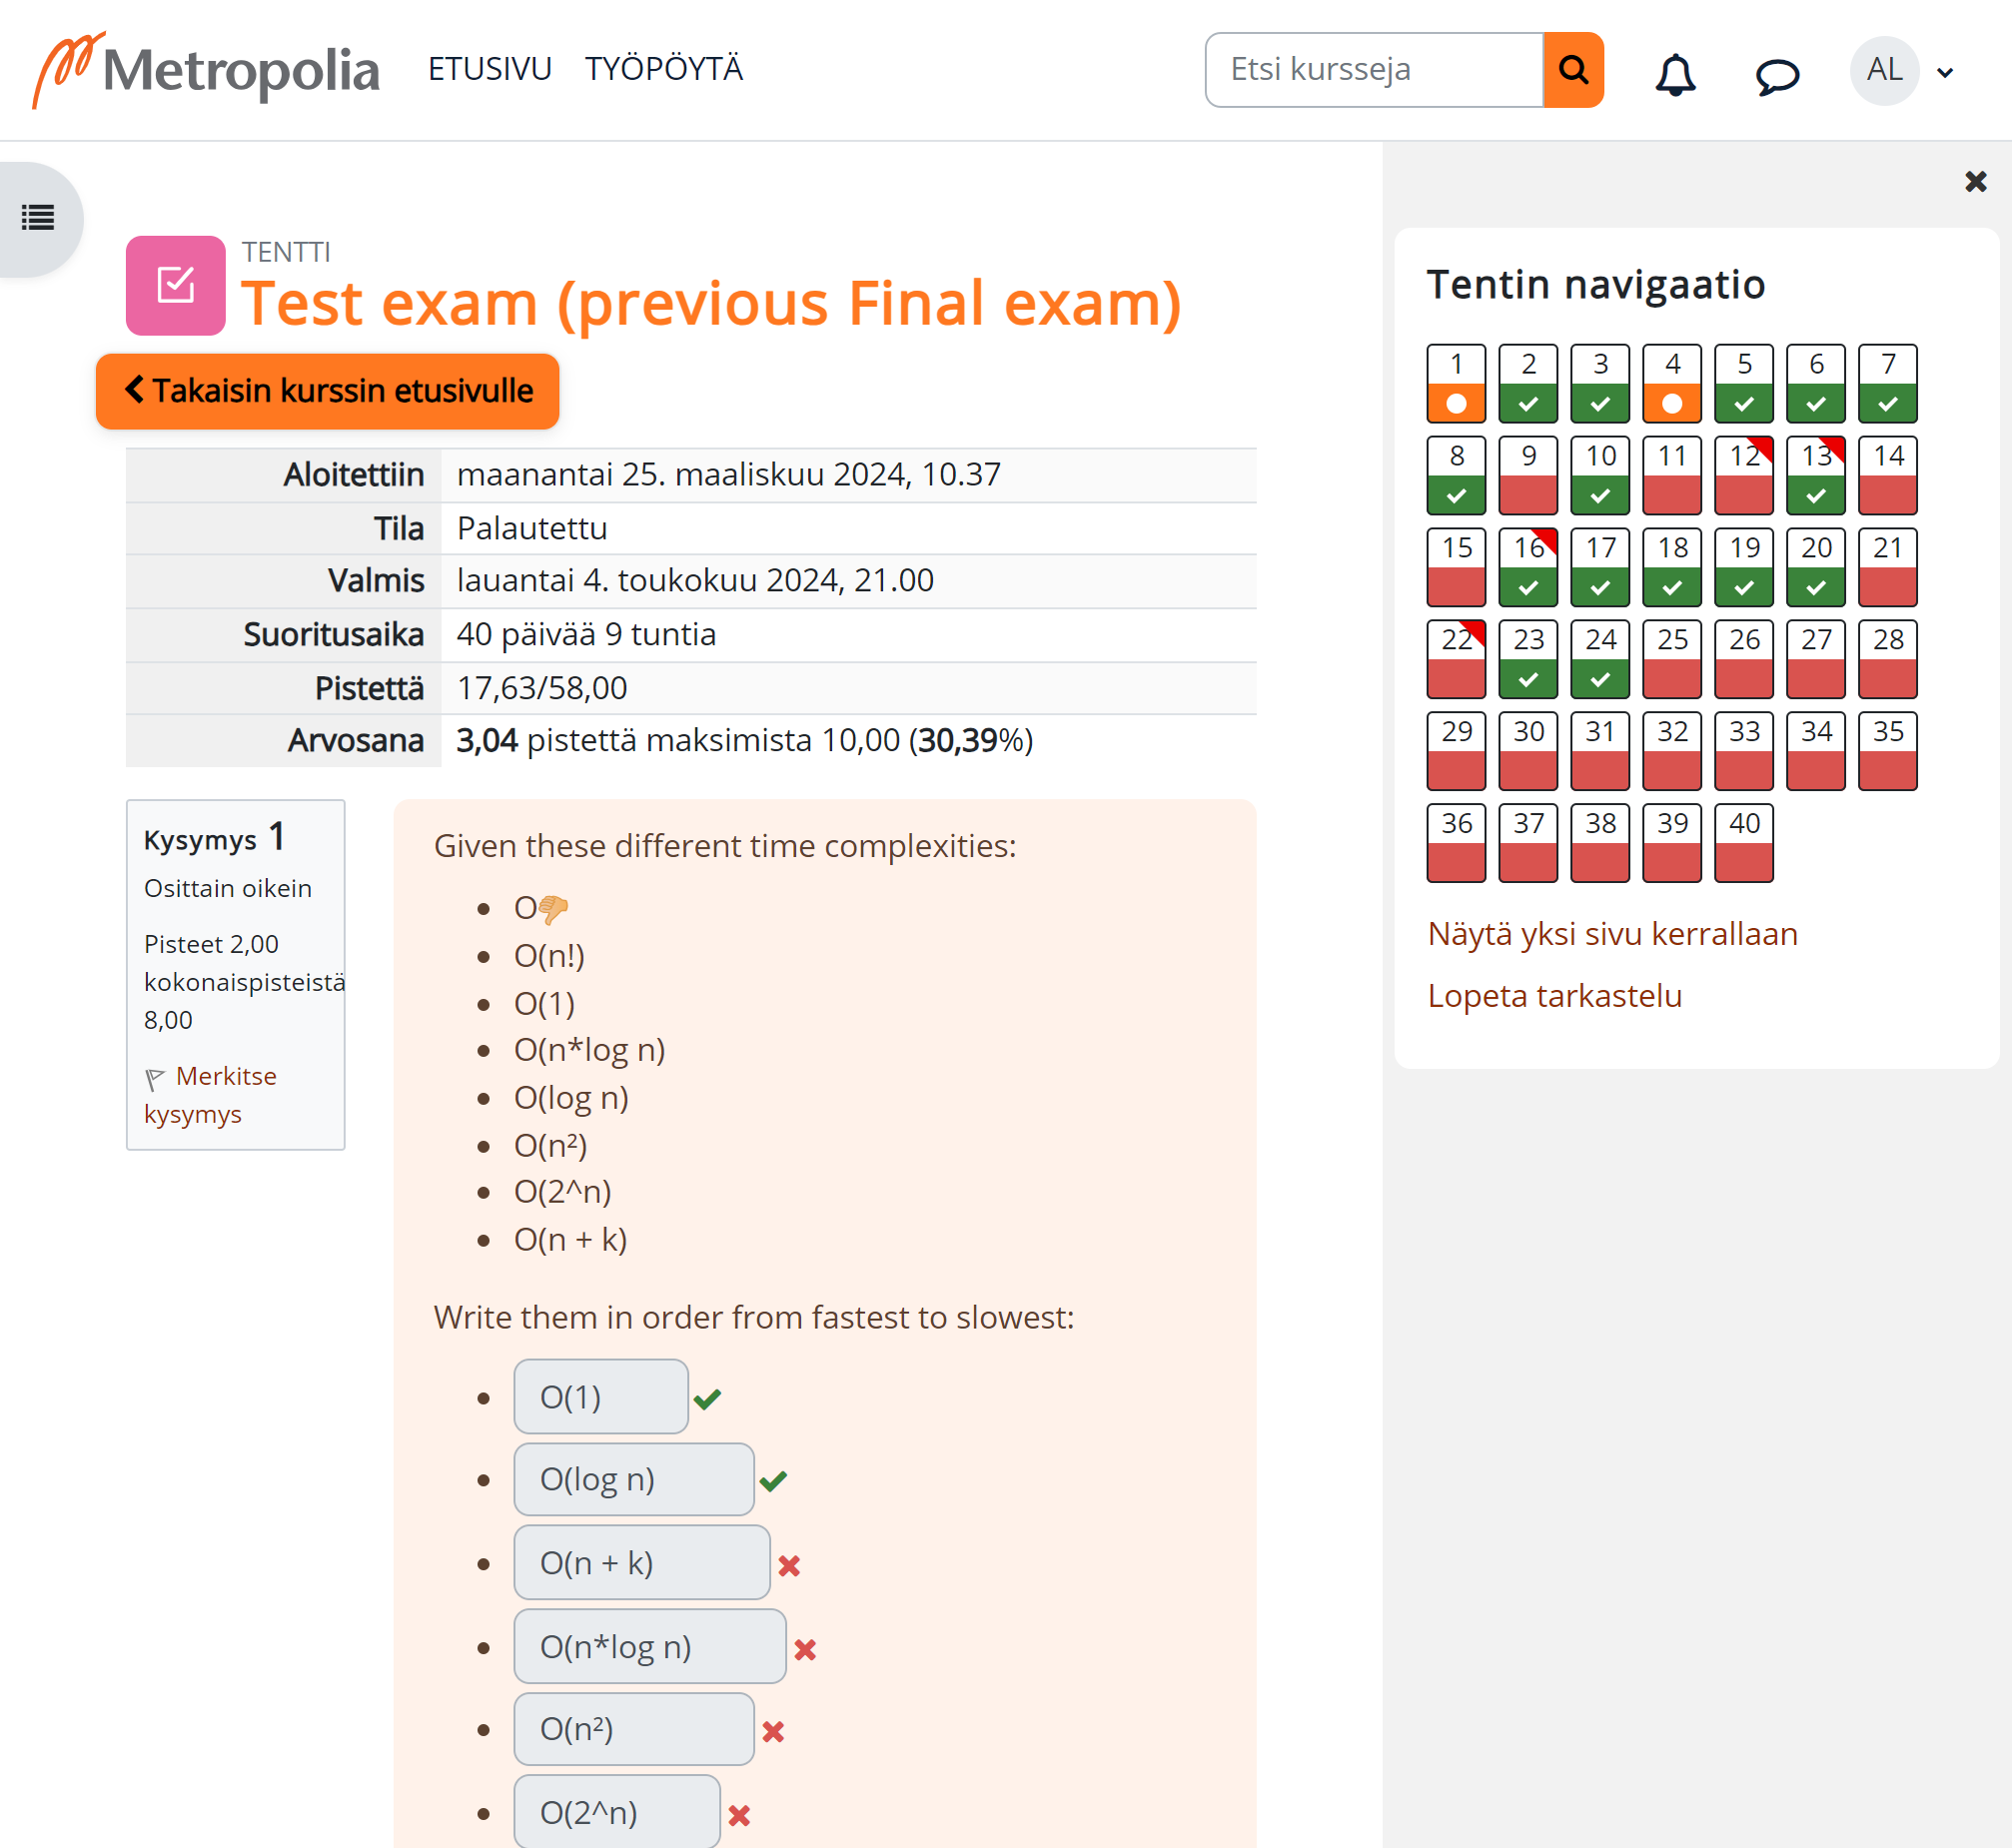 Metropolia
ETUSIVU TYÖPÖYTÄ
Etsi kursseja
AL
TENTTI
Test exam (previous Final exam)
Takaisin kurssin etusivulle
Aloitettiin maanantai 25. maaliskuu 2024, 10.37
Tila Palautettu
Valmis lauantai 4. toukokuu 2024, 21.00
Suoritusaika 40 päivää 9 tuntia
Pistettä 17,63/58,00
Arvosana 3,04 pistettä maksimista 10,00 (30,39%)
Kysymys 1
Osittain oikein
Pisteet 2,00
kokonaispisteistä
8,00
Merkitse
kysymys
Given these different time complexities:
O👎
O(n!)
O(1)
O(n*log n)
O(log n)
O(n²)
O(2^n)
O(n + k)
Write them in order from fastest to slowest:
O(1)
O(log n)
O(n + k)
O(n*log n)
O(n²)
O(2^n)
Tentin navigaatio
1 2 3 4 5 6 7
8 9 10 11 12 13 14
15 16 17 18 19 20 21
22 23 24 25 26 27 28
29 30 31 32 33 34 35
36 37 38 39 40
Näytä yksi sivu kerrallaan
Lopeta tarkastelu